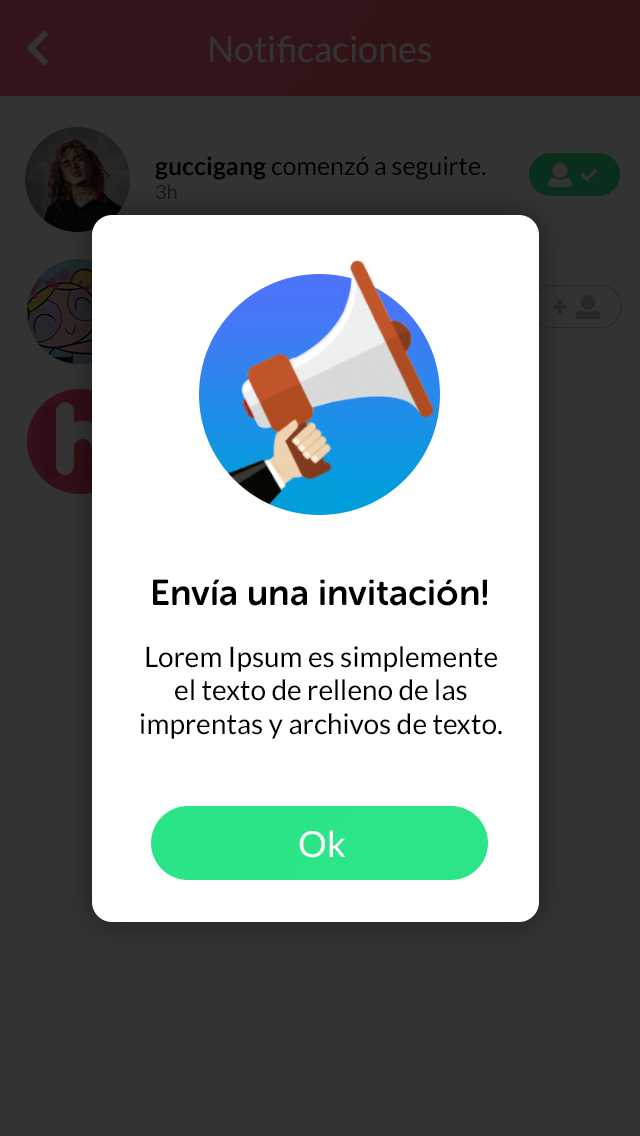 Notificaciones
guccigang comenzó a seguirte.
3h
h
Envía una invitación!
Lorem Ipsum es simplemente
el texto de relleno de las
imprentas y archivos de texto.
Ok